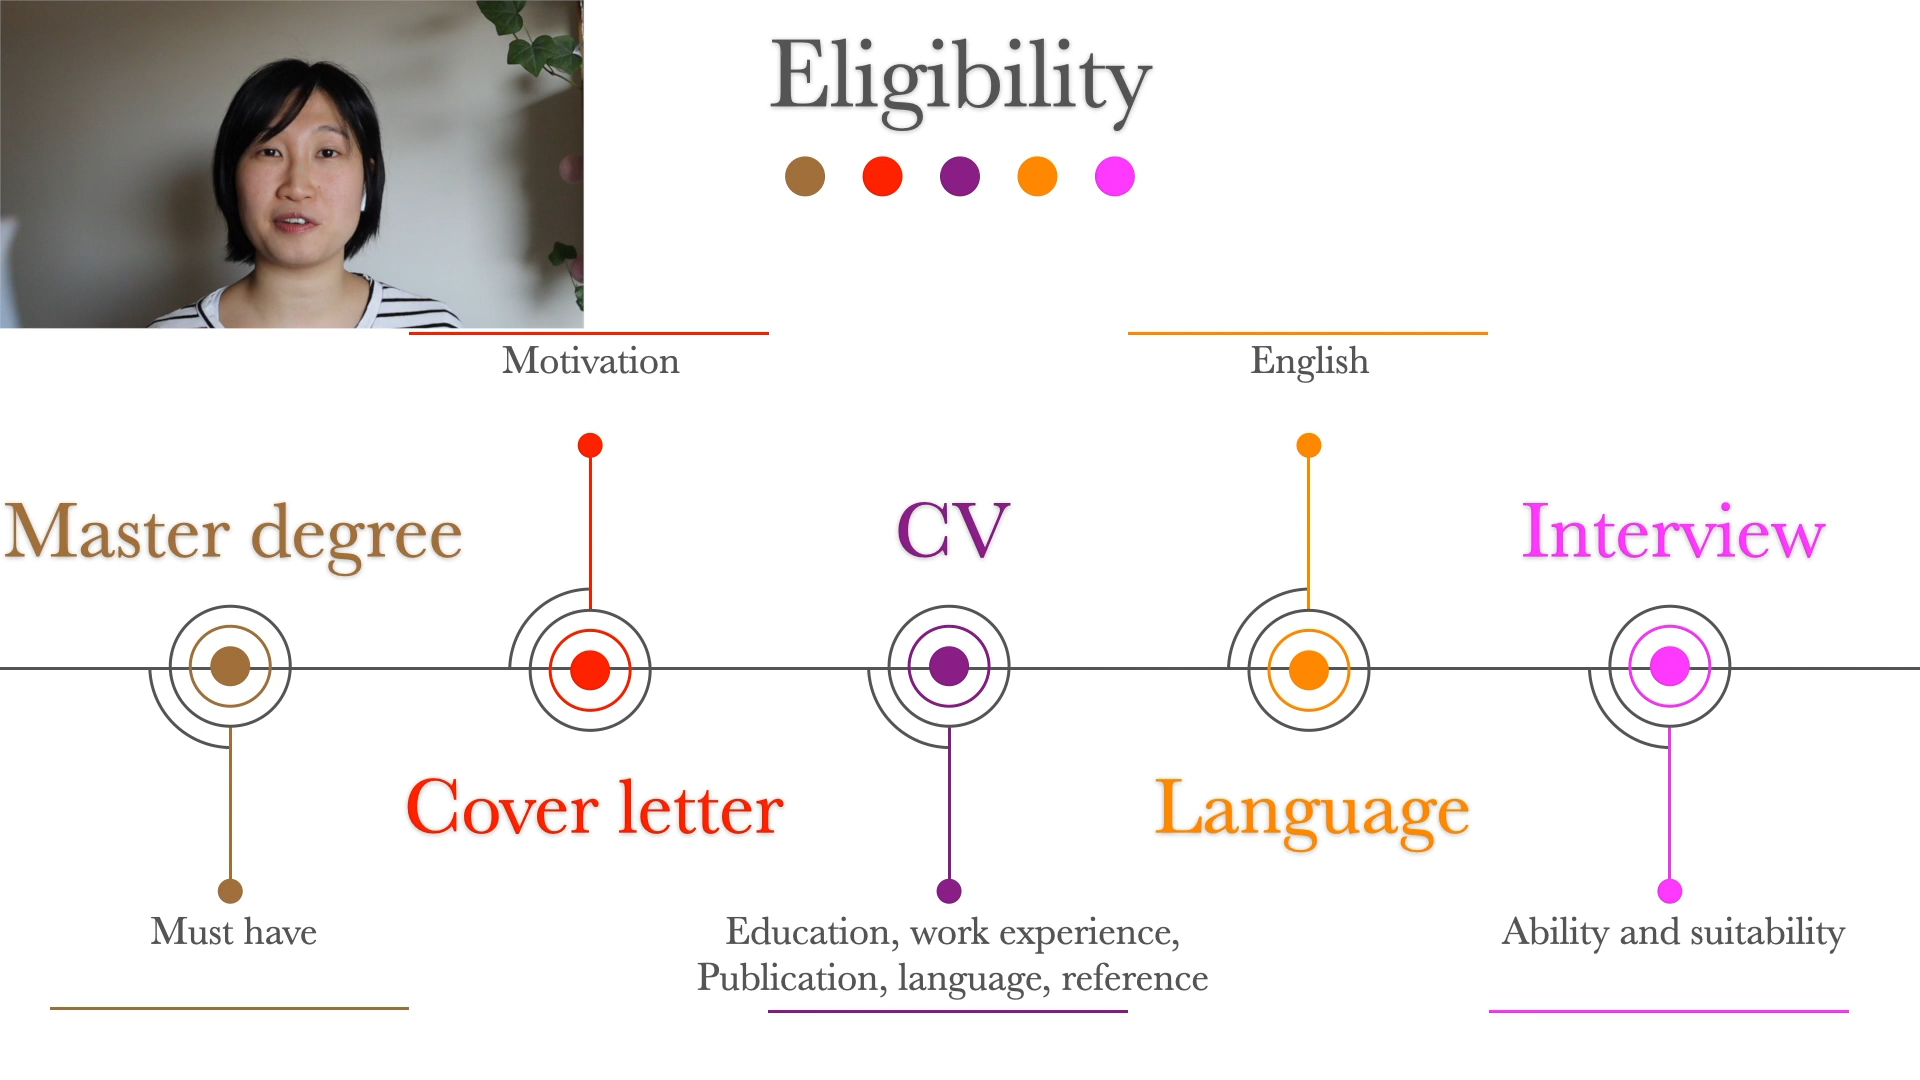 Eligibility
Motivation
English
Master degree
CV
Interview
Cover letter
Language
Must have
Education, work experience,
Publication, language, reference
Ability and suitability